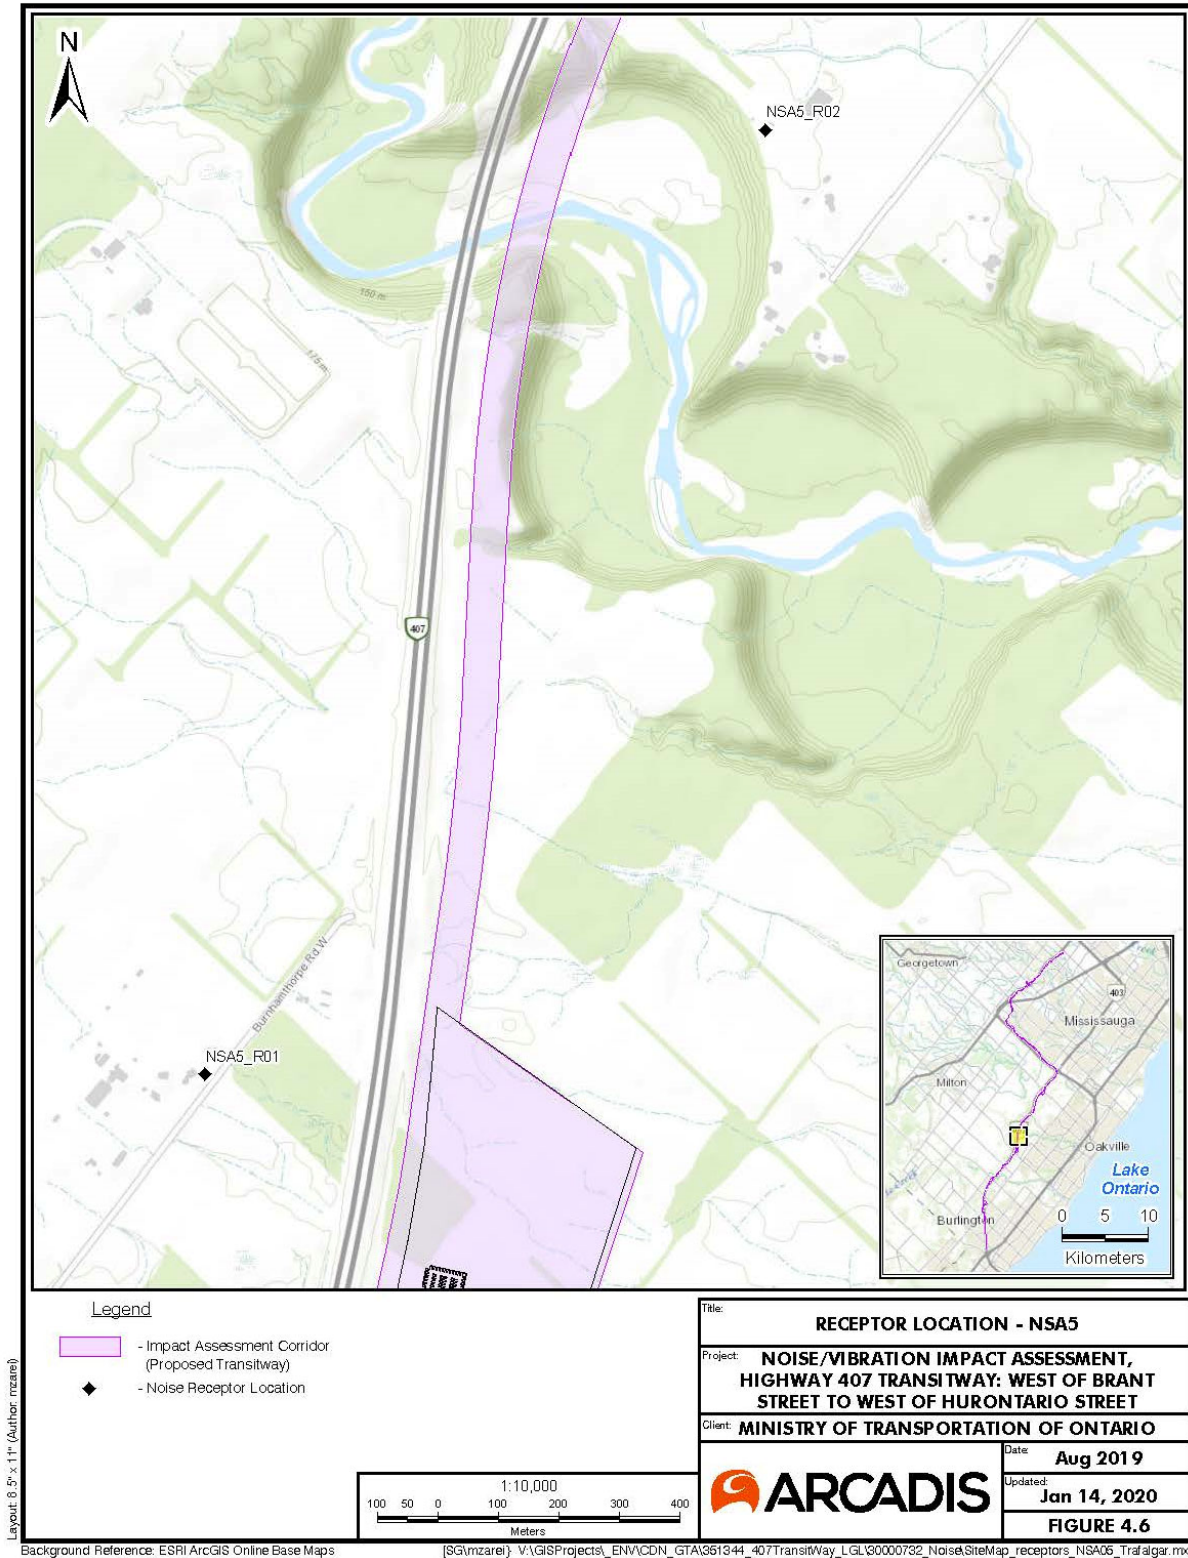 N
NSA5_R02
150 m
175 m
407
Burnhamthorpe Rd W
NSA5_R01
Georgetown
403
Mississauga
Milton
Oakville
Lake
Ontario
Burlington
0 5 10
Kilometers
Legend
- Impact Assessment Corridor
(Proposed Transitway)
- Noise Receptor Location
1:10,000
100 50 0 100 200 300 400
Meters
Title:
RECEPTOR LOCATION - NSA5
Project:
NOISE/VIBRATION IMPACT ASSESSMENT,
HIGHWAY 407 TRANSITWAY: WEST OF BRANT
STREET TO WEST OF HURONTARIO STREET
Client: MINISTRY OF TRANSPORTATION OF ONTARIO
ARCADIS
Date:
Aug 2019
Updated:
Jan 14, 2020
FIGURE 4.6
Layout: 8.5" x 11" (Author: mzarei)
Background Reference: ESRI ArcGIS Online Base Maps
[SG\mzarei} V:\GISProjects\_ENV\CDN_GTA\351344_407TransitWay_LGL\30000732_Noise\SiteMap_receptors_NSA05_Trafalgar.mx